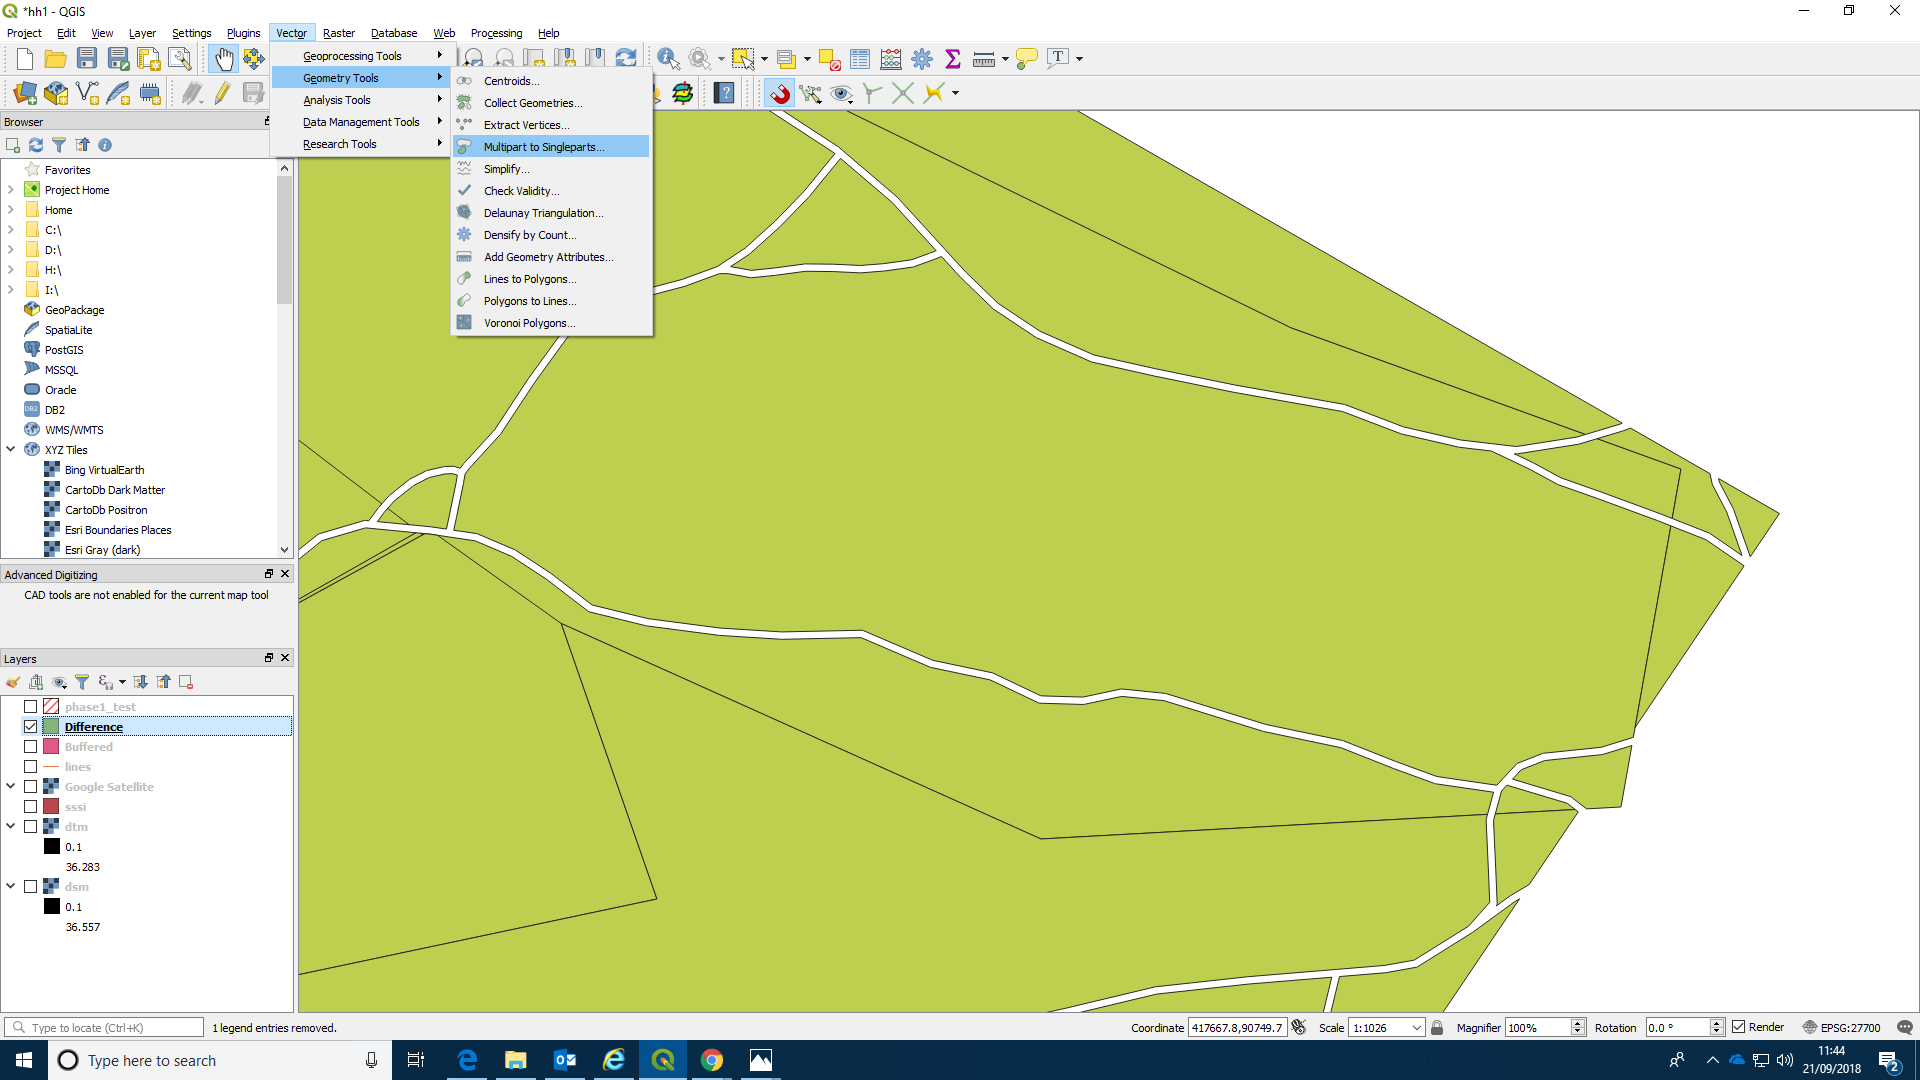 *hh1 - QGIS
Project Edit View Layer Settings Plugins Vector Raster Database Web Processing Help
Geoprocessing Tools
Geometry Tools
Analysis Tools
Data Management Tools
Research Tools
Centroids...
Collect Geometries...
Extract Vertices...
Multipart to Singleparts...
Simplify...
Check Validity...
Delaunay Triangulation...
Densify by Count...
Add Geometry Attributes...
Lines to Polygons...
Polygons to Lines...
Voronoi Polygons...
Browser
Favorites
Project Home
Home
C:\
D:\
H:\
I:\
GeoPackage
SpatiaLite
PostGIS
MSSQL
Oracle
DB2
DB2
WMS/WMTS
XYZ Tiles
Bing VirtualEarth
CartoDb Dark Matter
CartoDb Positron
Esri Boundaries Places
Esri Gray (dark)
Advanced Digitizing
CAD tools are not enabled for the current map tool
Layers
phase1_test
Difference
Buffered
lines
Google Satellite
sssi
dtm
0.1
36.283
dsm
0.1
36.557
Type to locate (Ctrl+K) 1 legend entries removed. Coordinate 417667.8,90749.7 Scale 1:1026 Magnifier 100% Rotation 0.0 ° Render EPSG:27700
Type here to search
11:44
21/09/2018
2